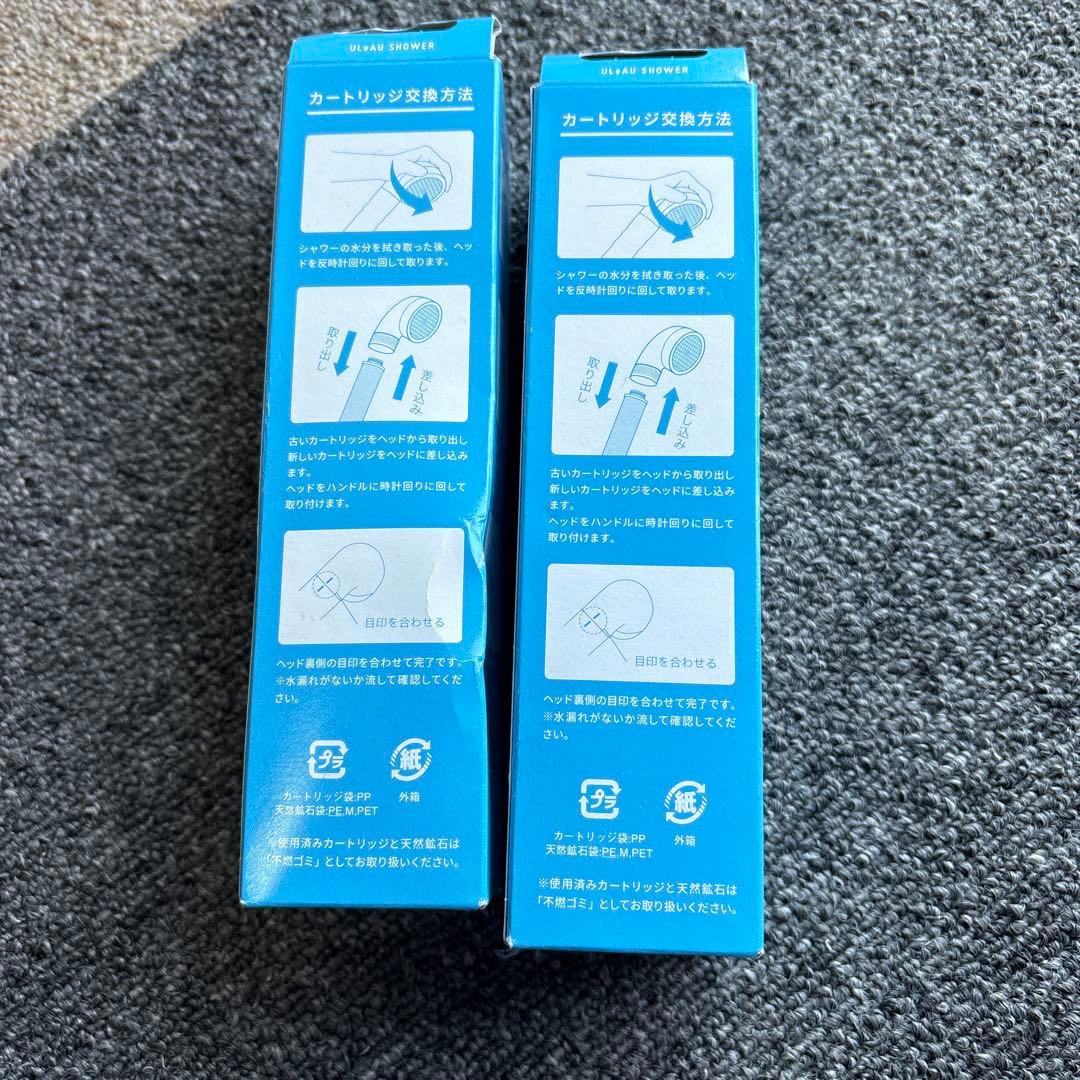 ULeAU SHOWER
カートリッジ交換方法
シャワーの水分を拭き取った後、ヘッ
ドを反時計回りに回して取ります。
取り出し
差し込み
古いカートリッジをヘッドから取り出し
新しいカートリッジをヘッドに差し込み
ます。
ヘッドをハンドルに時計回りに回して
取り付けます。
目印を合わせる
ヘッド裏側の目印を合わせて完了です。
※水漏れがないか流して確認してくだ
さい。
プラ
紙
カートリッジ袋:PP
天然鉱石袋:PE,M,PET
外箱
※使用済みカートリッジと天然鉱石は
「不燃ゴミ」としてお取り扱いください。
ULeAU SHOWER
カートリッジ交換方法
シャワーの水分を拭き取った後、ヘッ
ドを反時計回りに回して取ります。
取り出し
差し込み
古いカートリッジをヘッドから取り出し
新しいカートリッジをヘッドに差し込み
ます。
ヘッドをハンドルに時計回りに回して
取り付けます。
目印を合わせる
ヘッド裏側の目印を合わせて完了です。
※水漏れがないか流して確認してくだ
さい。
プラ
紙
カートリッジ袋:PP
天然鉱石袋:PE,M,PET
外箱
※使用済みカートリッジと天然鉱石は
「不燃ゴミ」としてお取り扱いください。